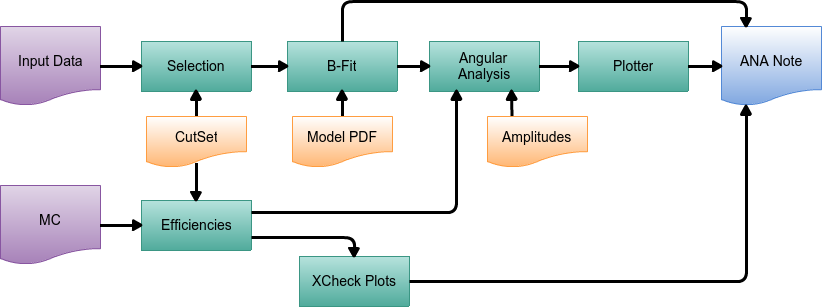 Input Data
Selection
B-Fit
Angular
Analysis
Plotter
ANA Note
CutSet
Model PDF
Amplitudes
MC
Efficiencies
XCheck Plots